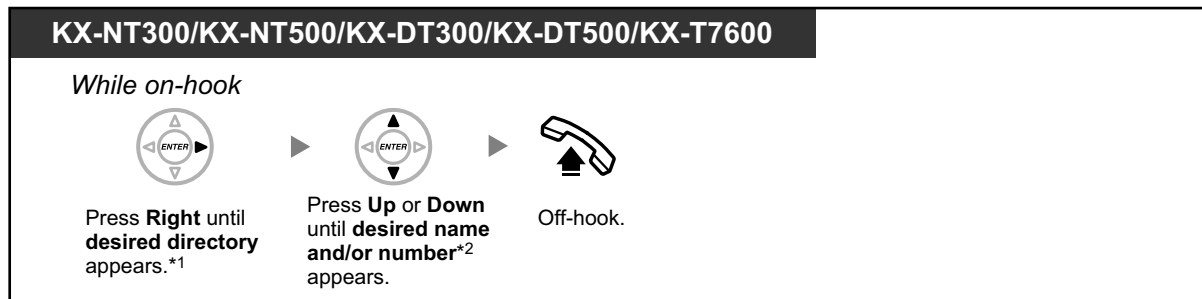 KX-NT300/KX-NT500/KX-DT300/KX-DT500/KX-T7600
While on-hook
ENTER
Press Right until
desired directory
appears.*1
ENTER
Press Up or Down
until desired name
and/or number*2
appears.
Off-hook.